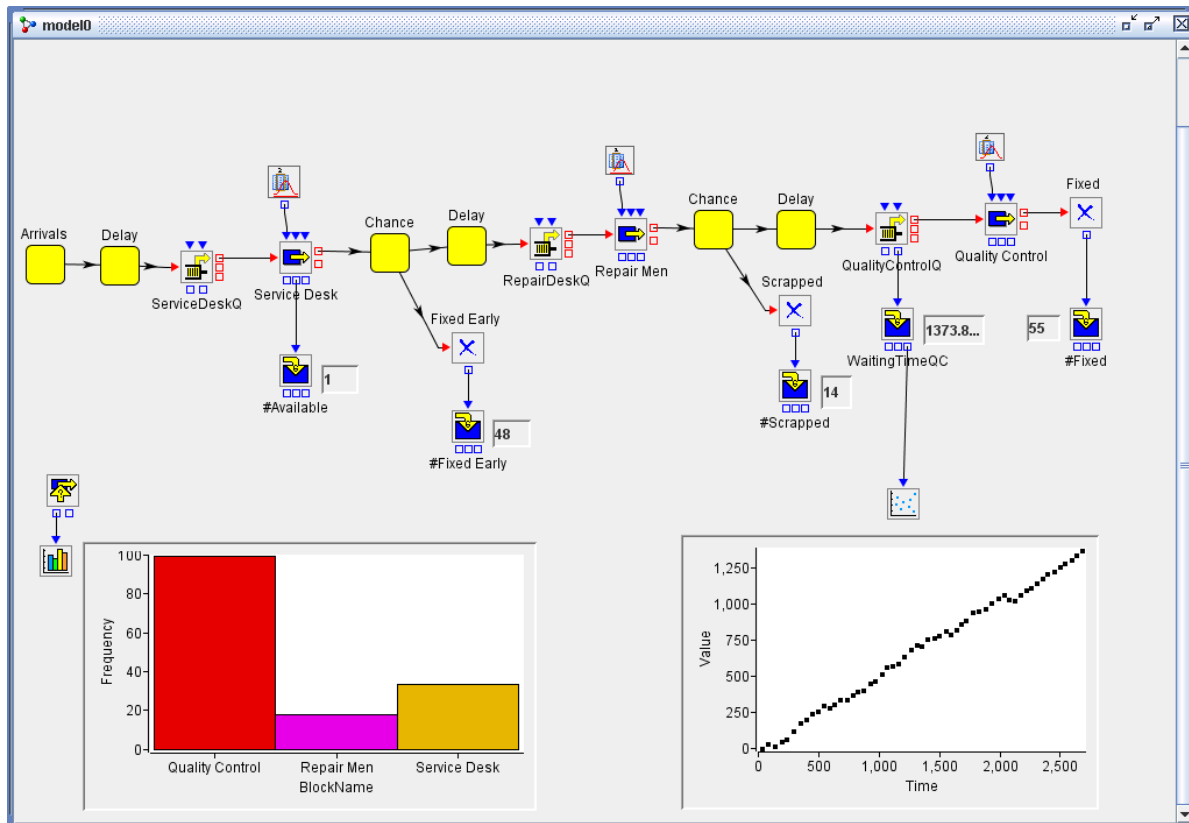 model0
Arrivals
Delay
ServiceDeskQ
Service Desk
#Available
1
Chance
Fixed Early
#Fixed Early
48
Delay
RepairDeskQ
Repair Men
Chance
Scrapped
#Scrapped
14
Delay
QualityControlQ
WaitingTimeQC
1373.8...
Quality Control
Fixed
55
#Fixed
Frequency
100
80
60
40
20
0
Quality Control
Repair Men
Service Desk
BlockName
Value
1,250
1,000
750
500
250
0
0
500
1,000
1,500
2,000
2,500
Time